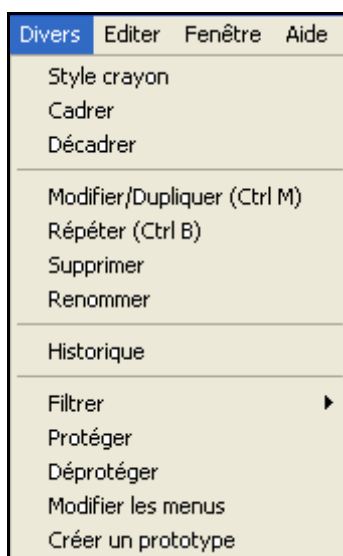 Divers Editer Fenêtre Aide
Style crayon
Cadrer
Décadrer
Modifier/Dupliquer (Ctrl M)
Répéter (Ctrl B)
Supprimer
Renommer
Historique
Filtrer
Protéger
Déprotéger
Modifier les menus
Créer un prototype